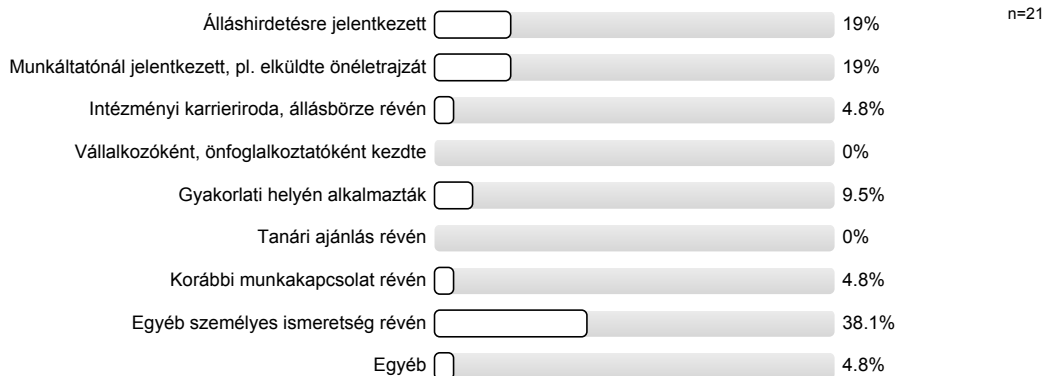 Álláshirdetésre jelentkezett 19% n=21
Munkáltatónál jelentkezett, pl. elküldte önéletrajzát 19%
Intézményi karrieriroda, állásbörze révén 4.8%
Vállalkozóként, önfoglalkoztatóként kezdte 0%
Gyakorlati helyén alkalmazták 9.5%
Tanári ajánlás révén 0%
Korábbi munkakapcsolat révén 4.8%
Egyéb személyes ismeretség révén 38.1%
Egyéb 4.8%